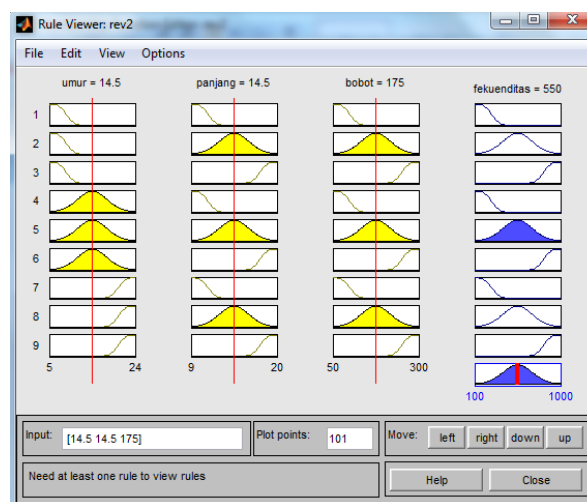 Rule Viewer: rev2
File Edit View Options
umur = 14.5 panjang = 14.5 bobot = 175 fekuenditas = 550
1
2
3
4
5
6
7
8
9
5 24 9 20 50 300
100 1000
Input: [14.5 14.5 175] Plot points: 101 Move: left right down up
Need at least one rule to view rules Help Close